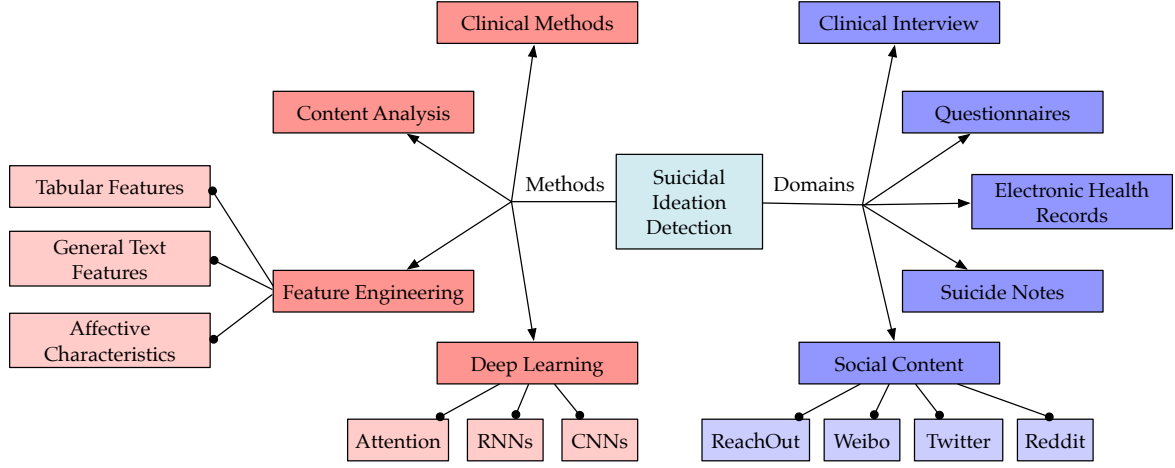 Clinical Methods
Clinical Interview
Content Analysis
Questionnaires
Tabular Features
Methods
Suicidal
Ideation
Detection
Domains
Electronic Health
Records
General Text
Features
Feature Engineering
Suicide Notes
Affective
Characteristics
Deep Learning
Social Content
Attention
RNNs
CNNs
ReachOut
Weibo
Twitter
Reddit